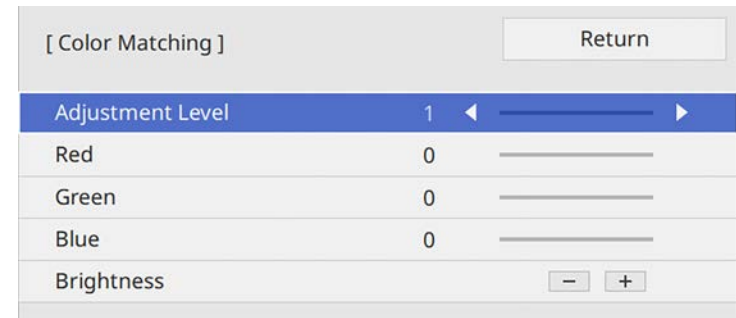 [ Color Matching ]
Return
Adjustment Level 1
Red 0
Green 0
Blue 0
Brightness − +